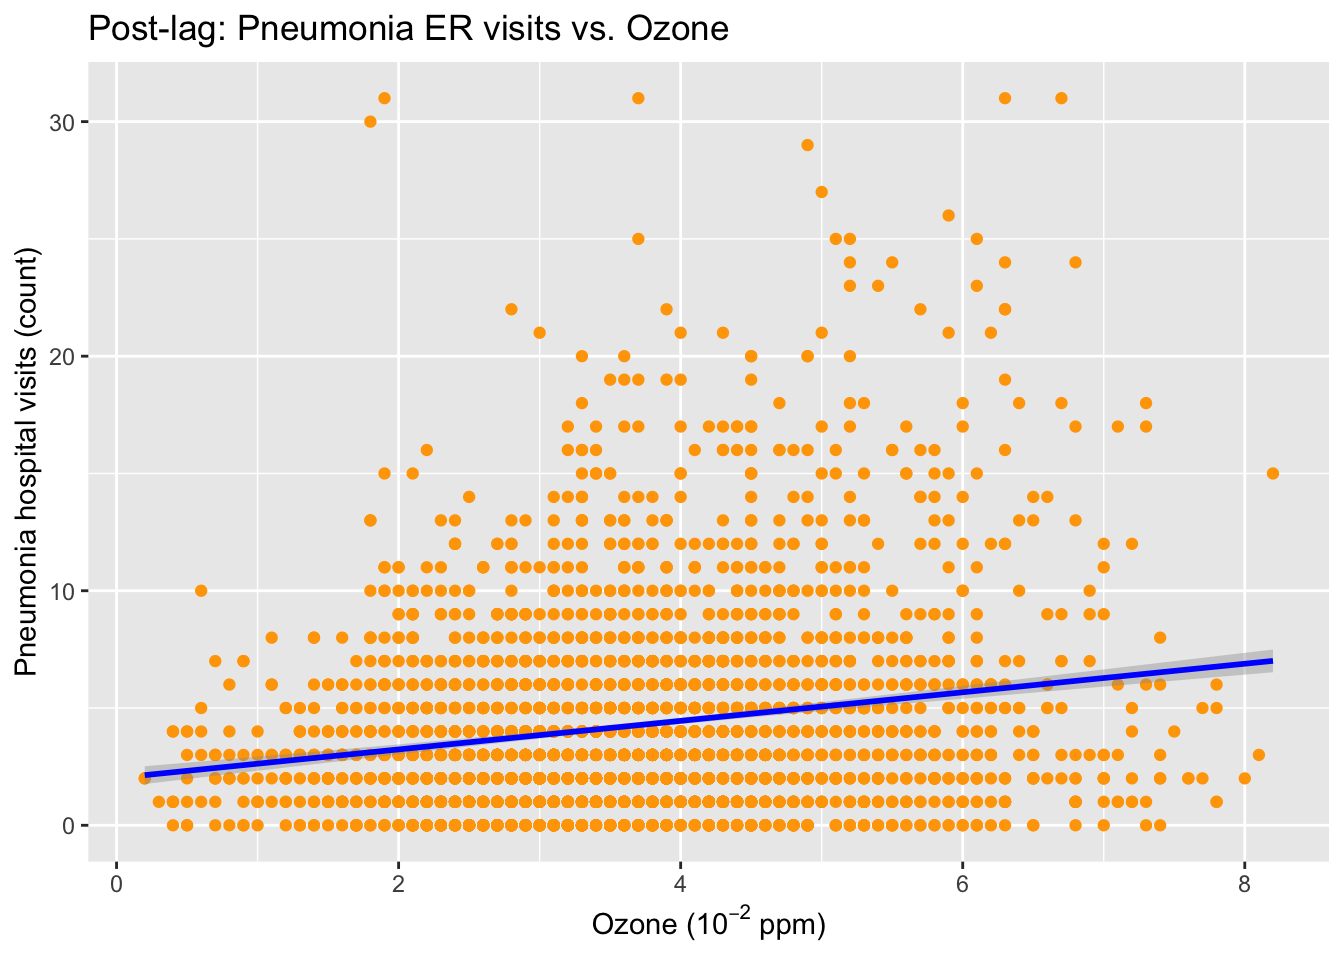 Post-lag: Pneumonia ER visits vs. Ozone
Pneumonia hospital visits (count)
30
20
10
0
0 2 4 6 8
Ozone (10⁻² ppm)